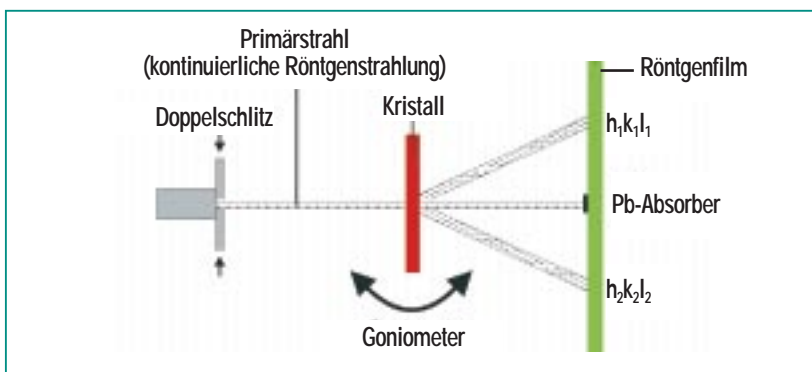 Primärstrahl
(kontinuierliche Röntgenstrahlung)
Röntgenfilm
Doppelschlitz
Kristall
h₁k₁l₁
Pb-Absorber
h₂k₂l₂
Goniometer